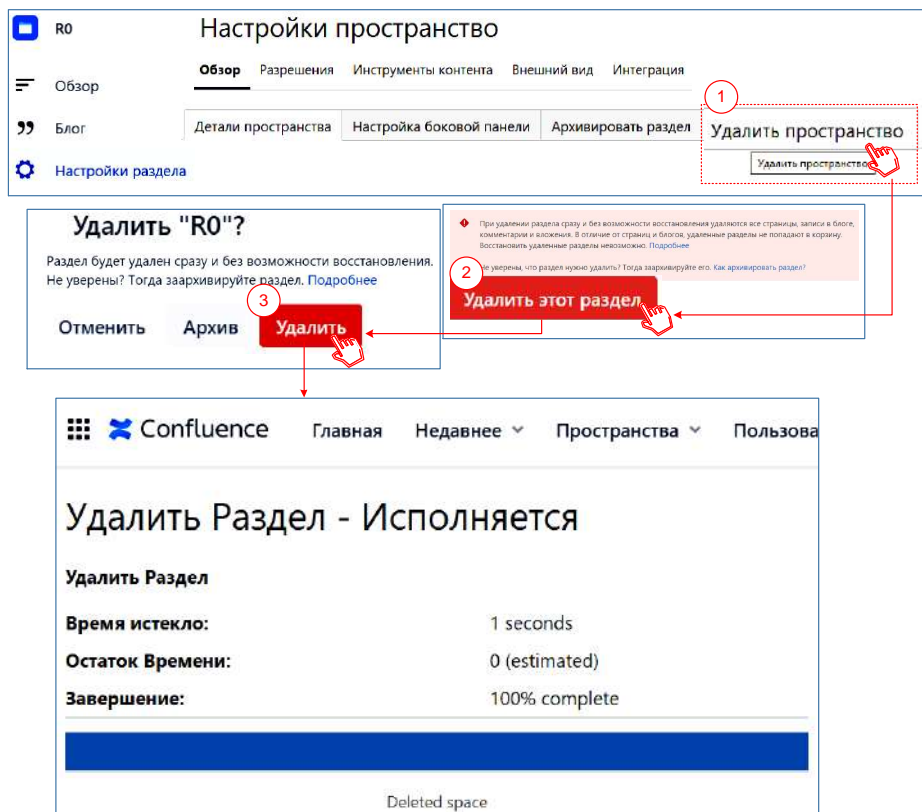 R0
Настройки пространство
Обзор
Обзор Разрешения Инструменты контента Внешний вид Интеграция
1
Блог
Детали пространства Настройка боковой панели Архивировать раздел Удалить пространство
Удалить пространство
Настройки раздела
Удалить "R0"?
Раздел будет удален сразу и без возможности восстановления.
Не уверены? Тогда заархивируйте раздел. Подробнее
3
Отменить Архив Удалить
При удалении раздела сразу и без возможности восстановления удаляются все страницы, записи в блоге,
комментарии и вложения. В отличие от страниц и блогов, удаленные разделы не попадают в корзину.
Восстановить удаленные разделы невозможно. Подробнее
2
Не уверены, что раздел нужно удалить? Тогда заархивируйте его. Как архивировать раздел?
Удалить этот раздел
Confluence Главная Недавнее Пространства Пользова
Удалить Раздел - Исполняется
Удалить Раздел
Время истекло: 1 seconds
Остаток Времени: 0 (estimated)
Завершение: 100% complete
Deleted space